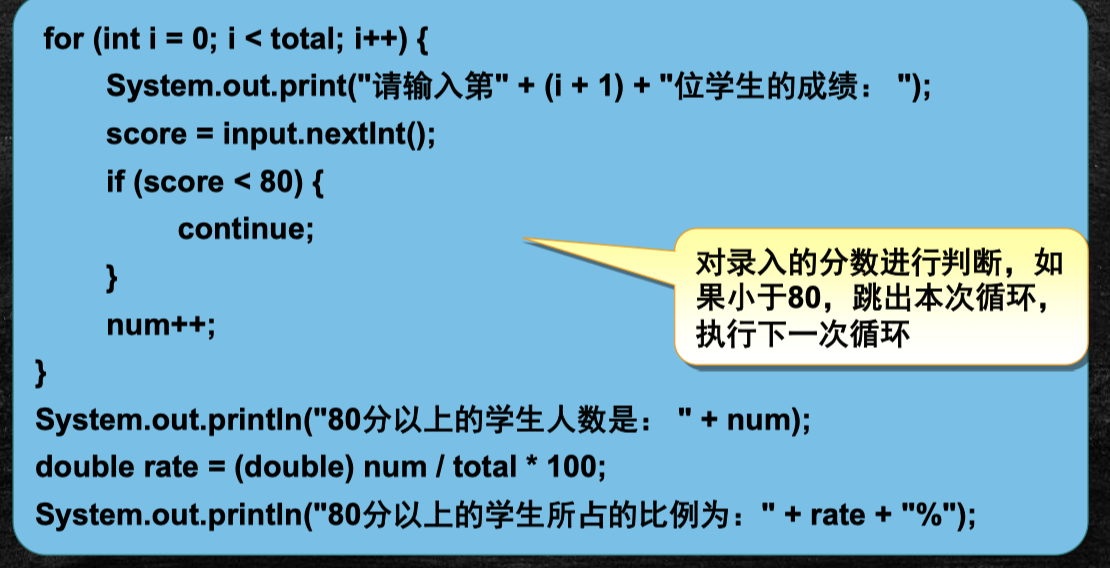 for (int i = 0; i < total; i++) {
System.out.print("请输入第" + (i + 1) + "位学生的成绩： ");
score = input.nextInt();
if (score < 80) {
continue;
}
num++;
}
System.out.println("80分以上的学生人数是： " + num);
double rate = (double) num / total * 100;
System.out.println("80分以上的学生所占的比例为：" + rate + "%");
对录入的分数进行判断，如
果小于80，跳出本次循环，
执行下一次循环